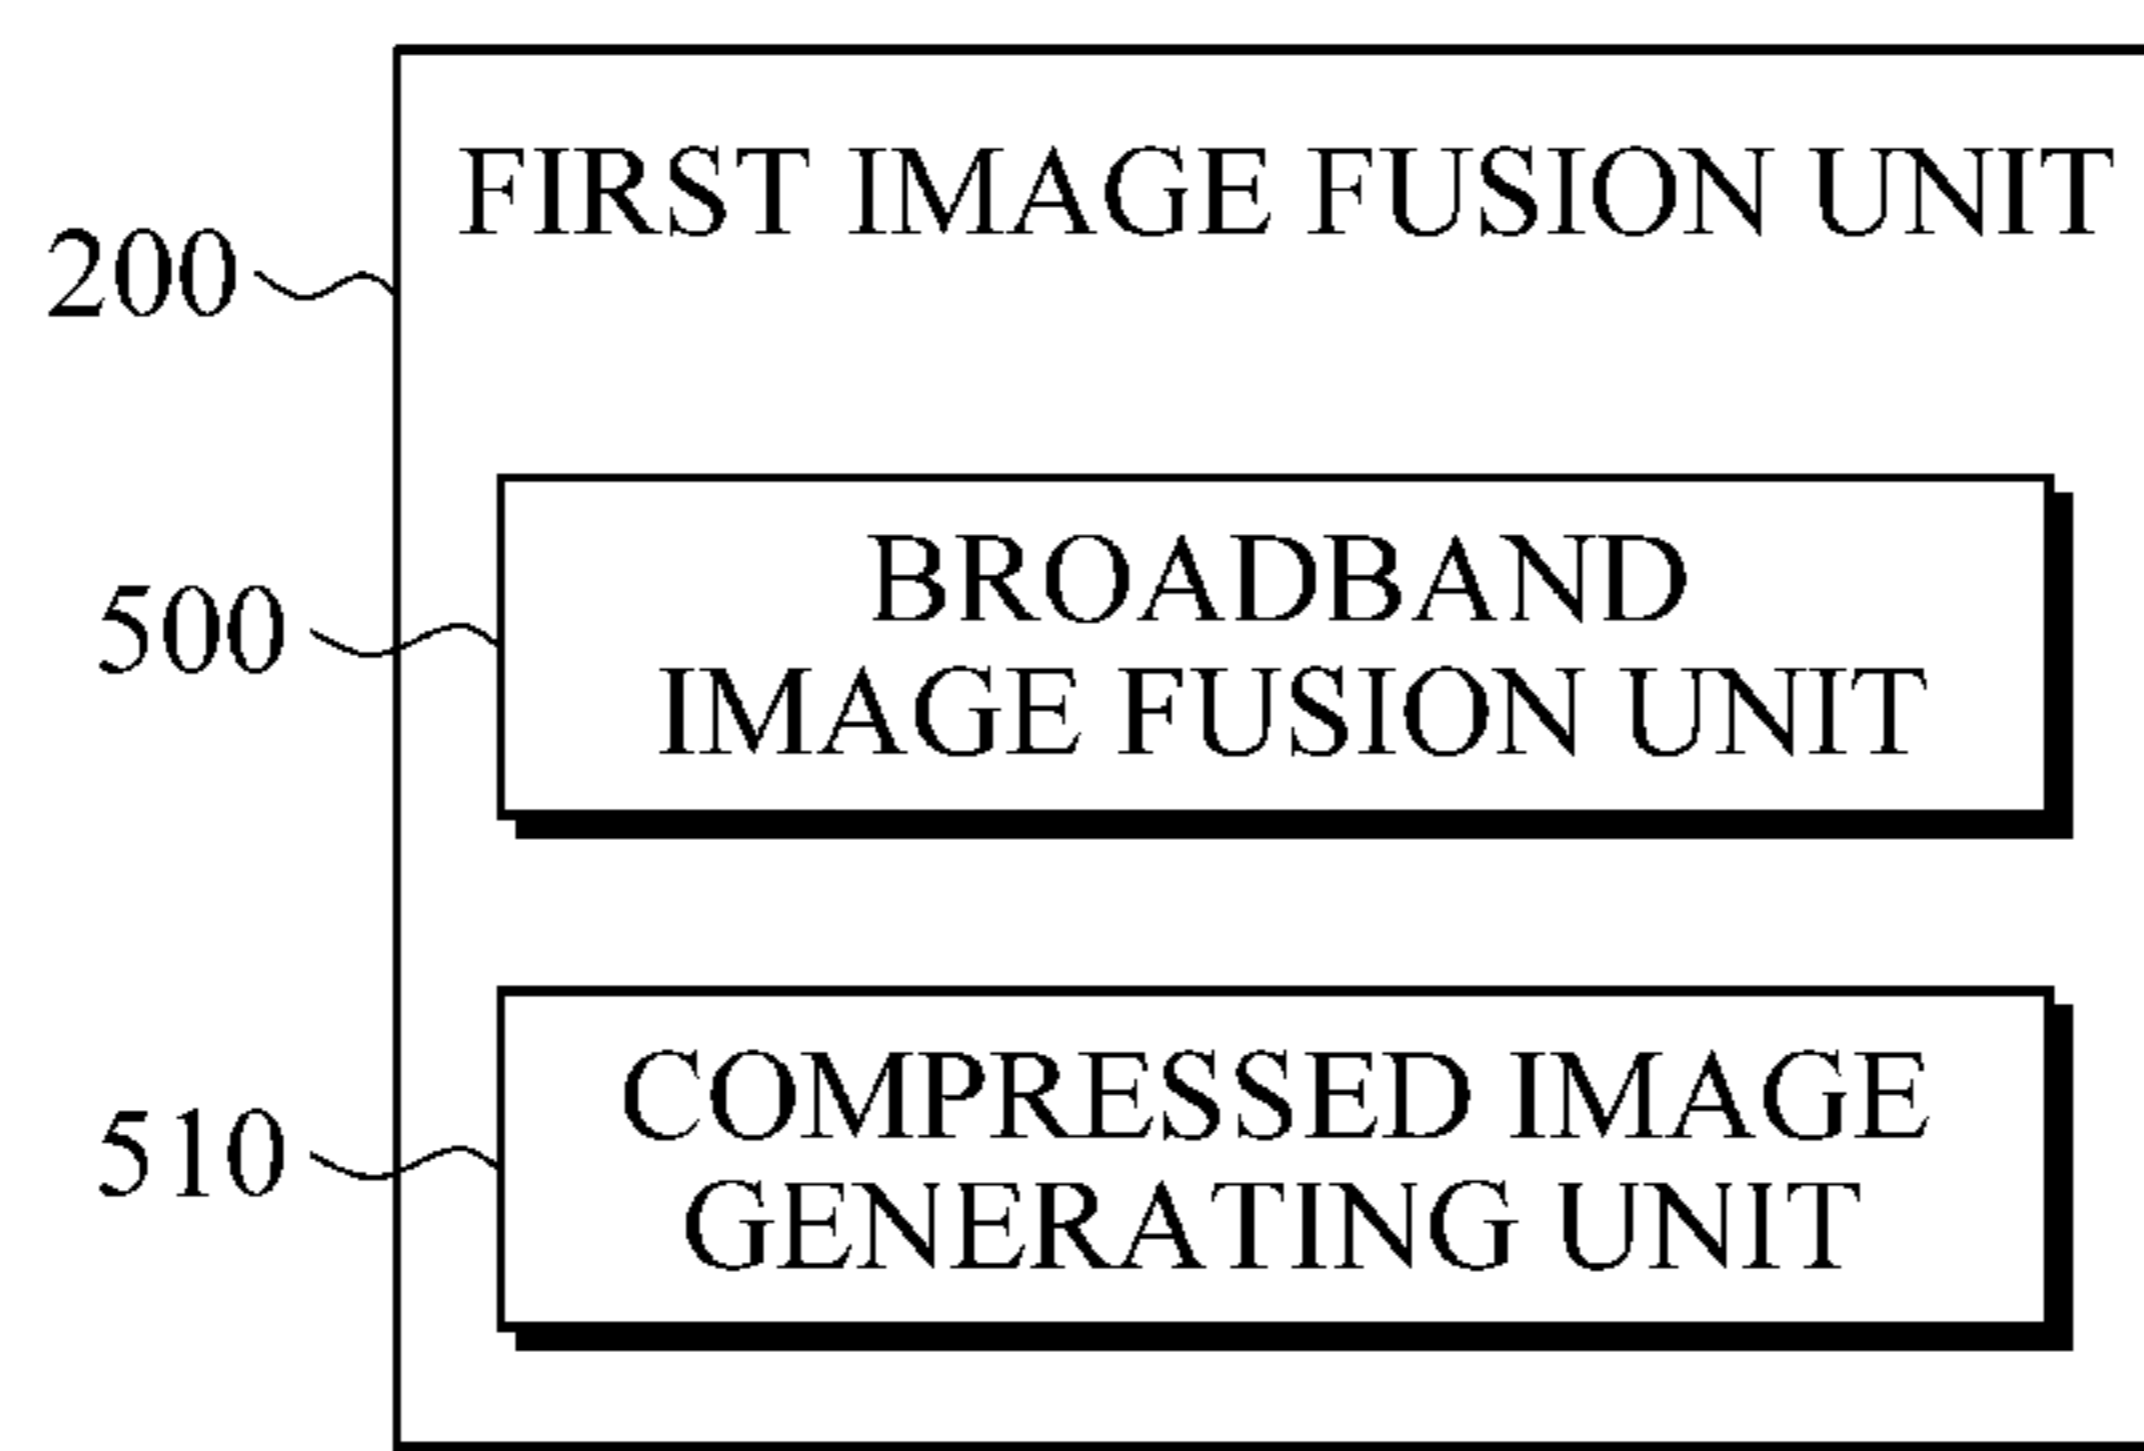 FIRST IMAGE FUSION UNIT
200
500
BROADBAND
IMAGE FUSION UNIT
510
COMPRESSED IMAGE
GENERATING UNIT